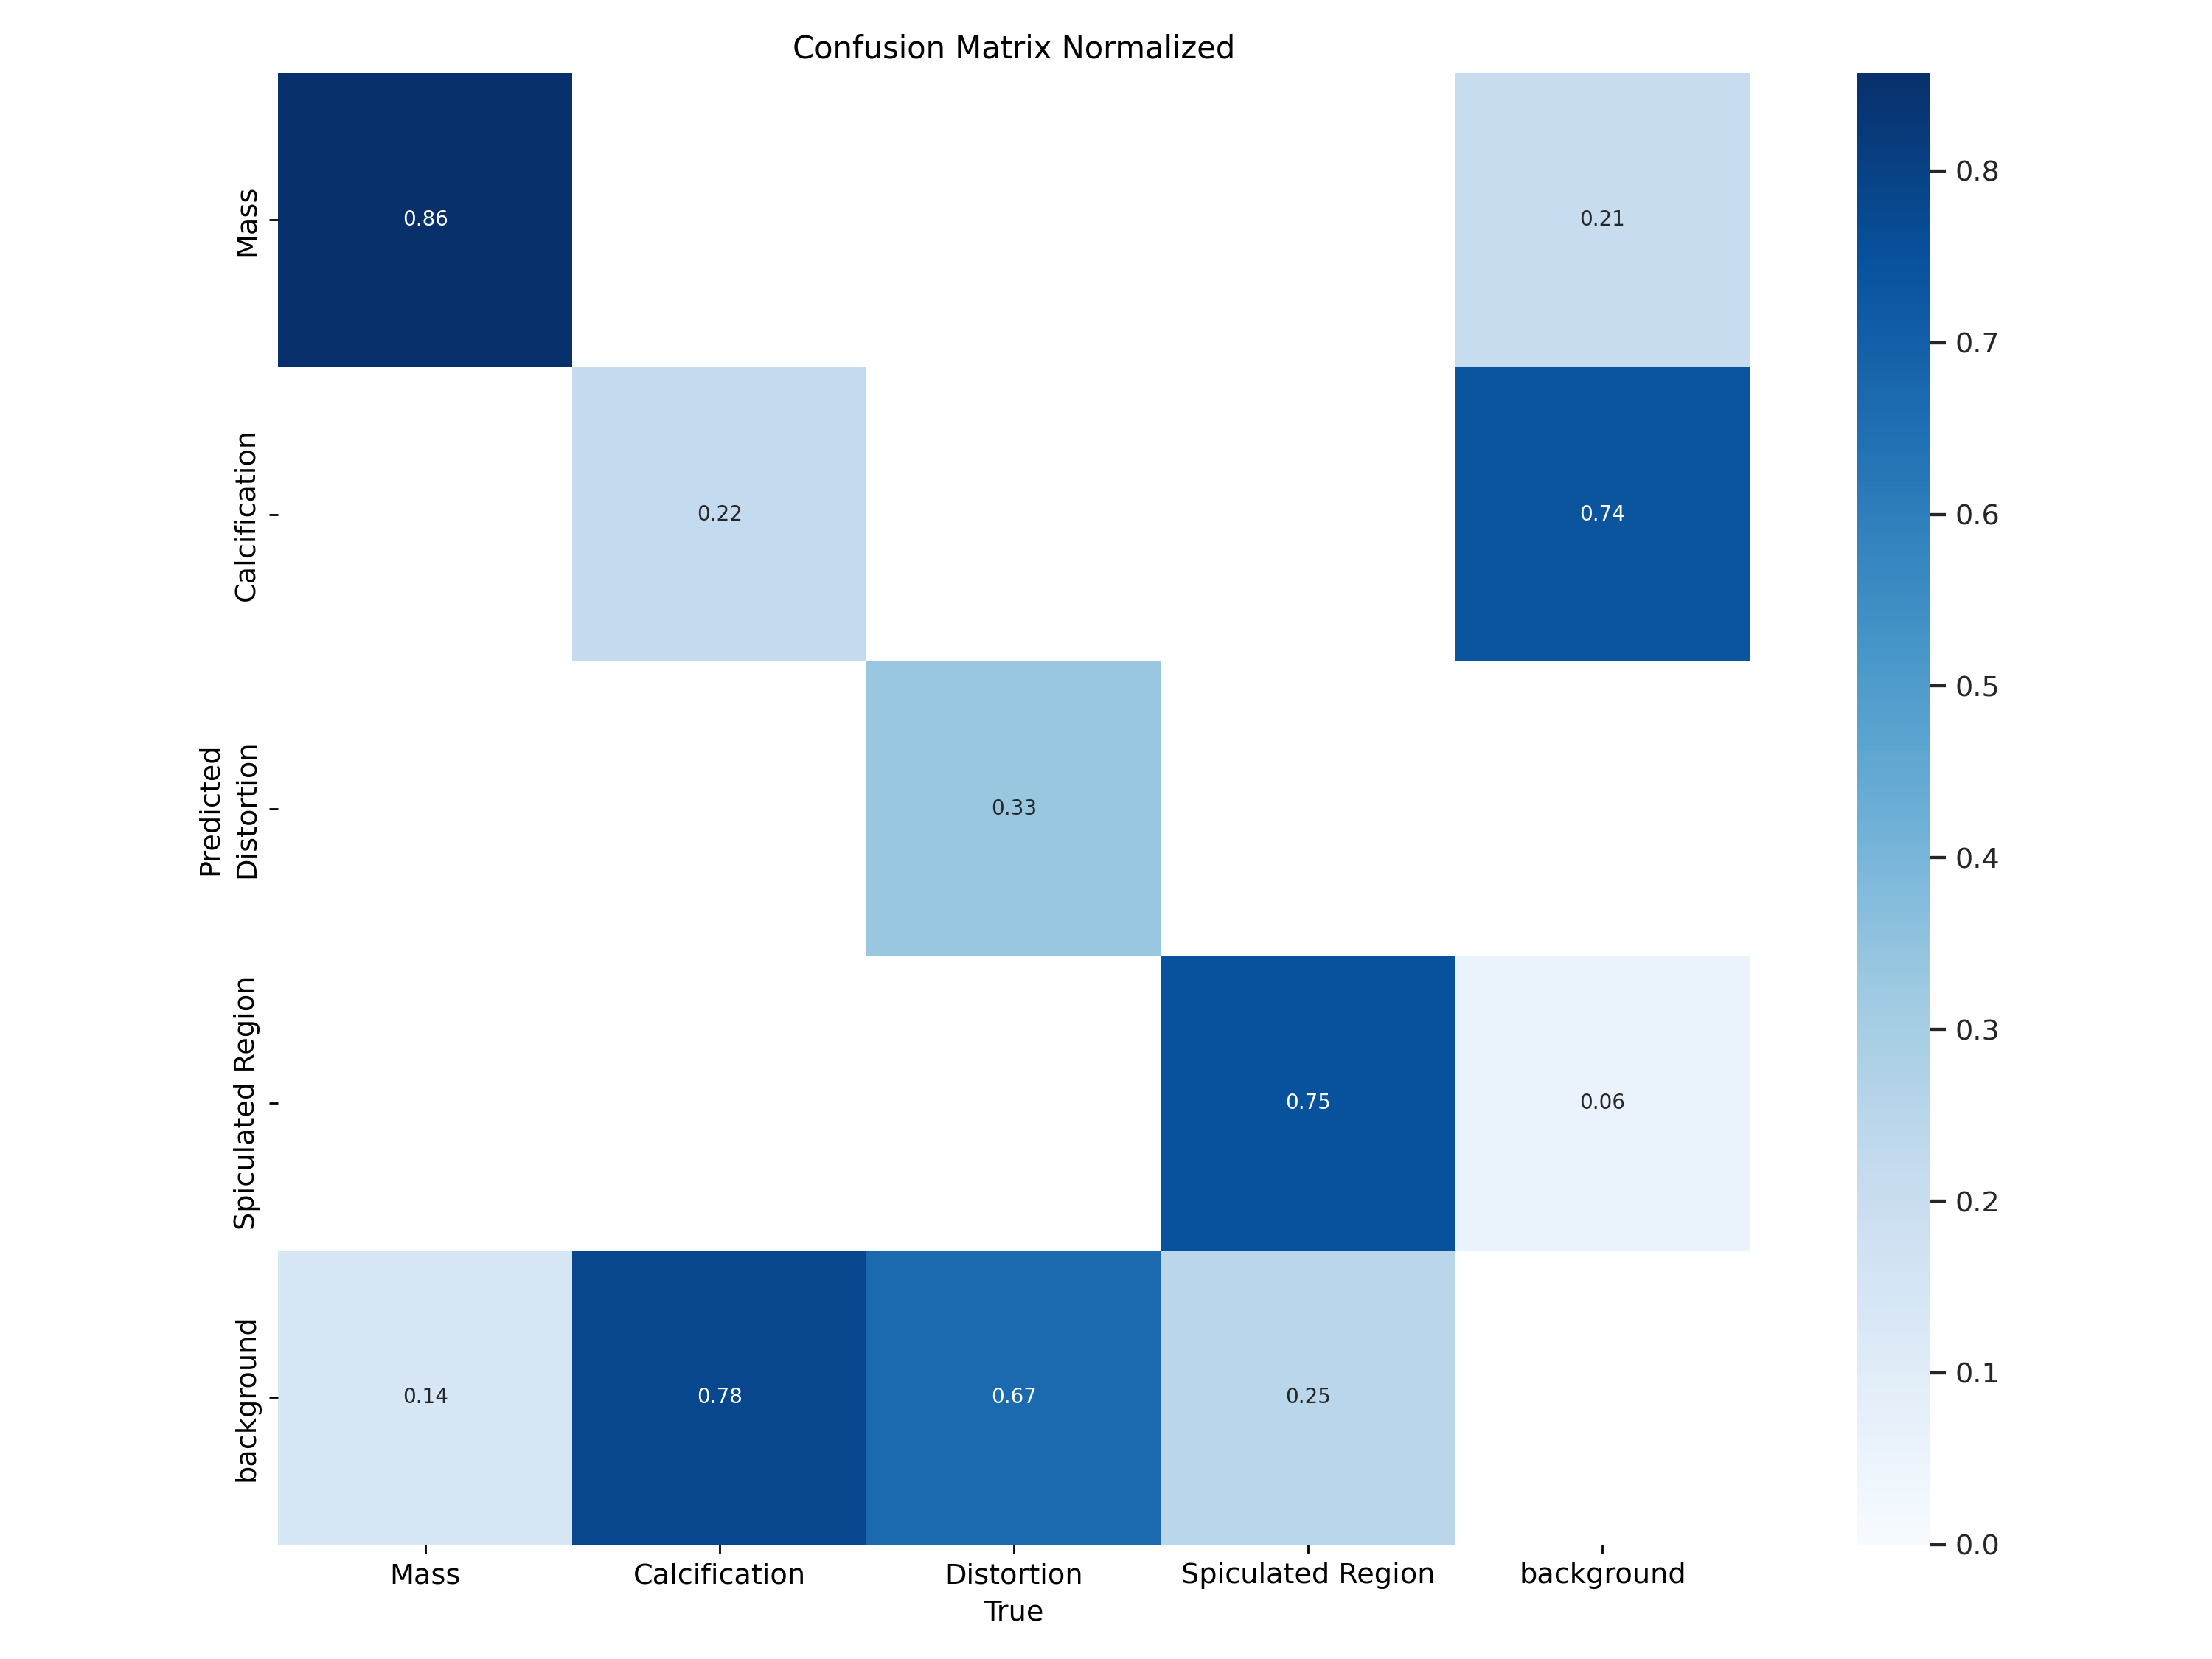 Confusion Matrix Normalized
Mass
0.86
0.21
0.8
0.7
Calcification
0.22
0.74
0.6
0.5
Predicted
Distortion
0.33
0.4
0.3
Spiculated Region
0.75
0.06
0.2
background
0.14
0.78
0.67
0.25
0.1
0.0
Mass Calcification Distortion Spiculated Region background
True